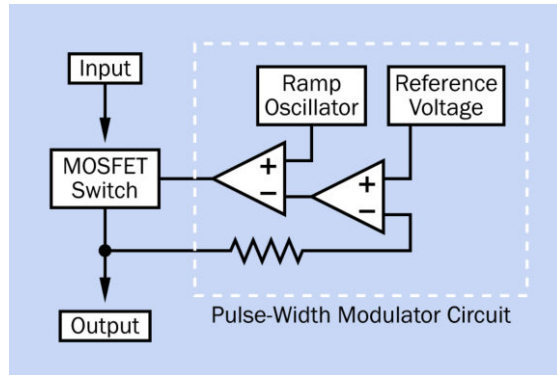 Input
Ramp
Oscillator
Reference
Voltage
MOSFET
Switch
+
−
+
−
Output
Pulse-Width Modulator Circuit